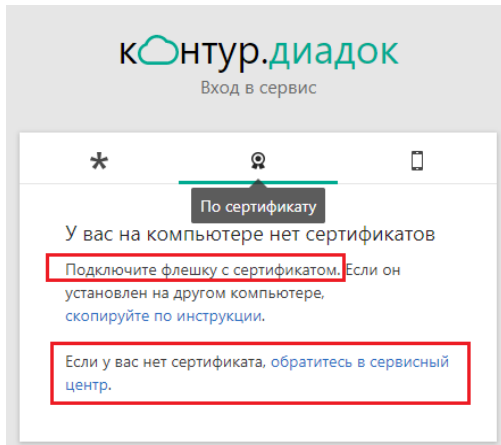 контур.диадок
Вход в сервис
По сертификату
У вас на компьютере нет сертификатов
Подключите флешку с сертификатом. Если он
установлен на другом компьютере,
скопируйте по инструкции.
Если у вас нет сертификата, обратитесь в сервисный
центр.